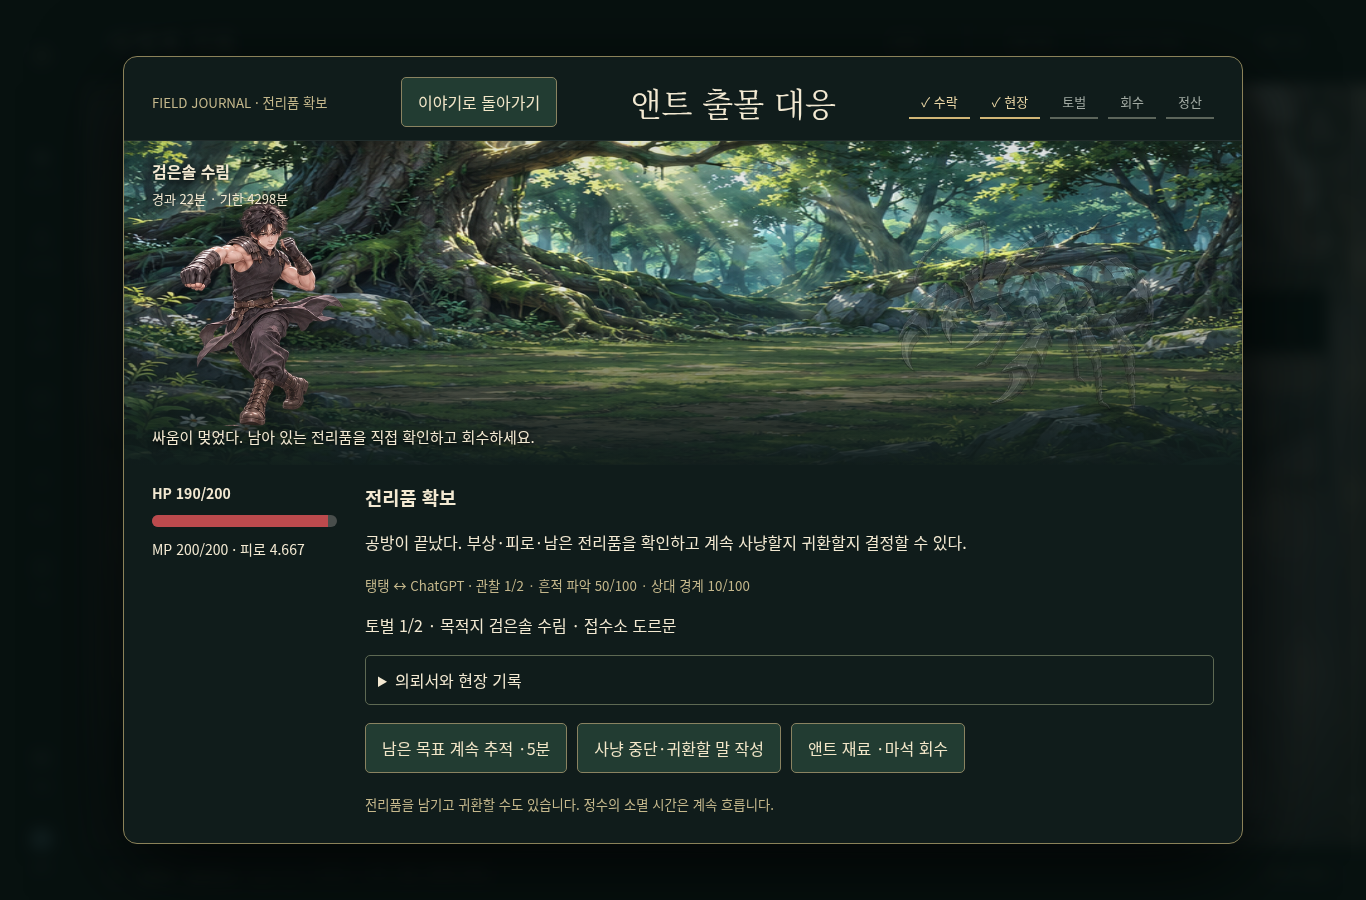 FIELD JOURNAL · 전리품 확보
이야기로 돌아가기
앤트 출몰 대응
✓ 수락
✓ 현장
토벌
회수
정산
검은솔 수림
경과 22분 · 기한 4298분
싸움이 멎었다. 남아 있는 전리품을 직접 확인하고 회수하세요.
HP 190/200
MP 200/200 · 피로 4.667
전리품 확보
공방이 끝났다. 부상·피로·남은 전리품을 확인하고 계속 사냥할지 귀환할지 결정할 수 있다.
탱탱 ↔ ChatGPT · 관찰 1/2 · 흔적 파악 50/100 · 상대 경계 10/100
토벌 1/2 · 목적지 검은솔 수림 · 접수소 도르문
▶ 의뢰서와 현장 기록
남은 목표 계속 추적 ·5분
사냥 중단·귀환할 말 작성
앤트 재료 ·마석 회수
전리품을 남기고 귀환할 수도 있습니다. 정수의 소멸 시간은 계속 흐릅니다.